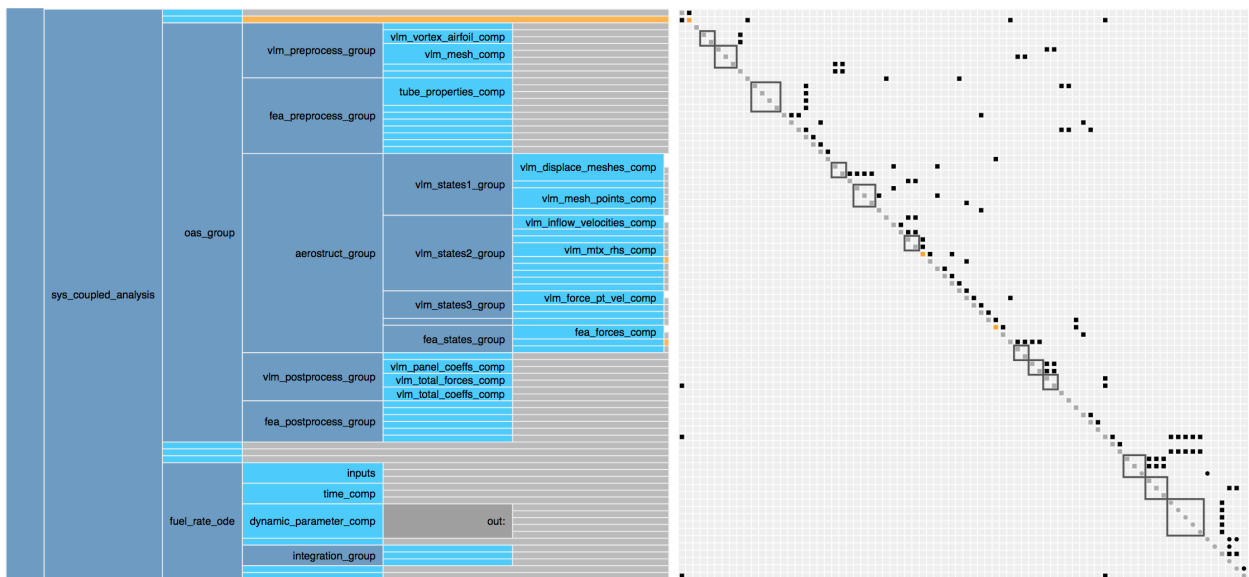 vlm_preprocess_group
vlm_vortex_airfoil_comp
vlm_mesh_comp
fea_preprocess_group
tube_properties_comp
oas_group
sys_coupled_analysis
aerostruct_group
vlm_states1_group
vlm_displace_meshes_comp
vlm_mesh_points_comp
vlm_states2_group
vlm_inflow_velocities_comp
vlm_mtx_rhs_comp
vlm_states3_group
vlm_force_pt_vel_comp
fea_states_group
fea_forces_comp
vlm_postprocess_group
vlm_panel_coeffs_comp
vlm_total_forces_comp
vlm_total_coeffs_comp
fea_postprocess_group
fuel_rate_ode
inputs
time_comp
dynamic_parameter_comp
out:
integration_group